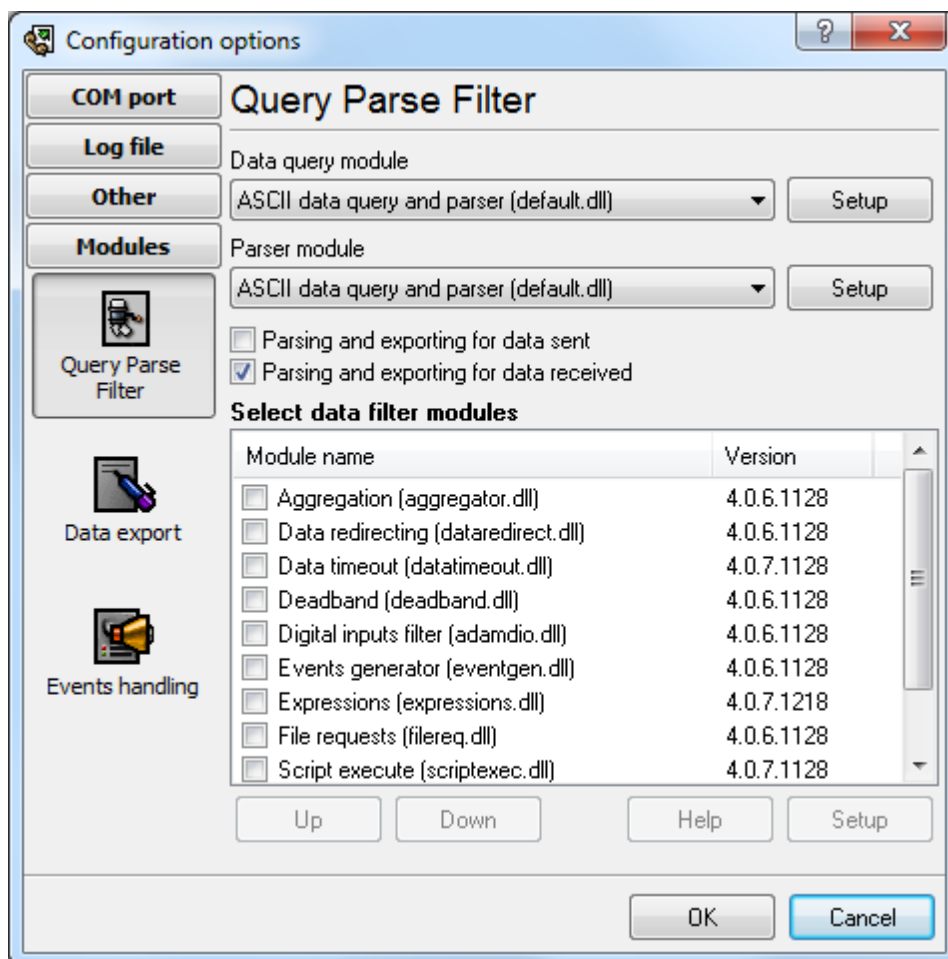 Configuration options
COM port
Log file
Other
Modules
Query Parse
Filter
Data export
Events handling
Query Parse Filter
Data query module
ASCII data query and parser (default.dll)
Setup
Parser module
ASCII data query and parser (default.dll)
Setup
Parsing and exporting for data sent
Parsing and exporting for data received
Select data filter modules
Module name Version
Aggregation (aggregator.dll) 4.0.6.1128
Data redirecting (dataredirect.dll) 4.0.6.1128
Data timeout (datatimeout.dll) 4.0.7.1128
Deadband (deadband.dll) 4.0.6.1128
Digital inputs filter (adamdio.dll) 4.0.6.1128
Events generator (eventgen.dll) 4.0.6.1128
Expressions (expressions.dll) 4.0.7.1218
File requests (filereq.dll) 4.0.6.1128
Script execute (scriptexec.dll) 4.0.7.1128
Up Down Help Setup
OK Cancel